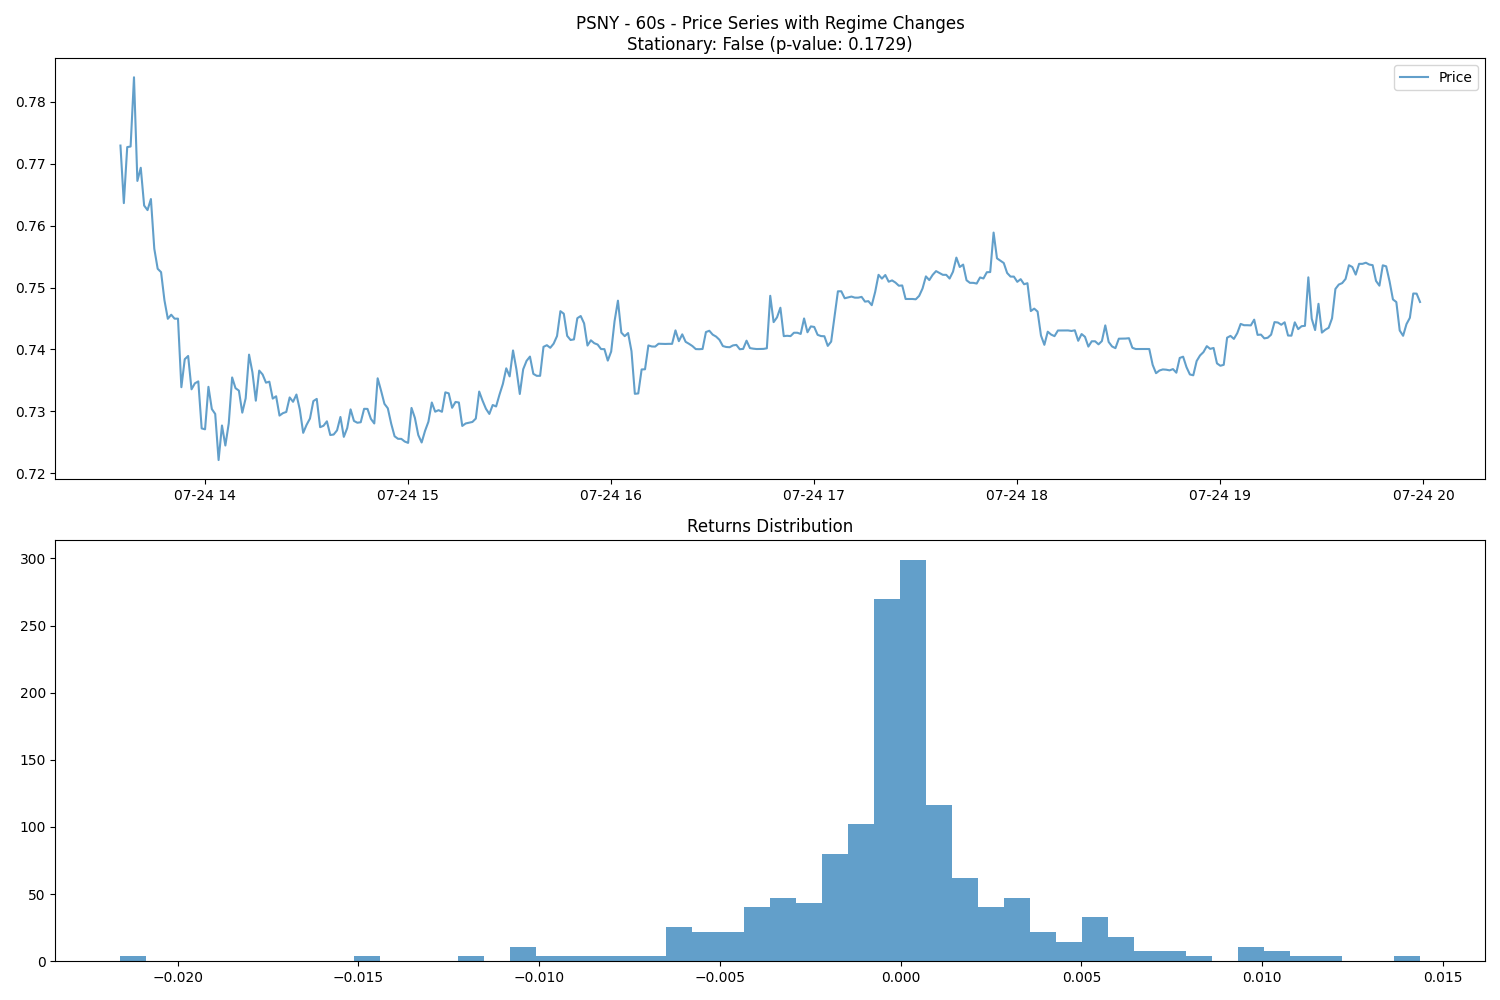 PSNY - 60s - Price Series with Regime Changes
Stationary: False (p-value: 0.1729)
Price
0.78
0.77
0.76
0.75
0.74
0.73
0.72
07-24 14 07-24 15 07-24 16 07-24 17 07-24 18 07-24 19 07-24 20
Returns Distribution
300
250
200
150
100
50
0
−0.020 −0.015 −0.010 −0.005 0.000 0.005 0.010 0.015